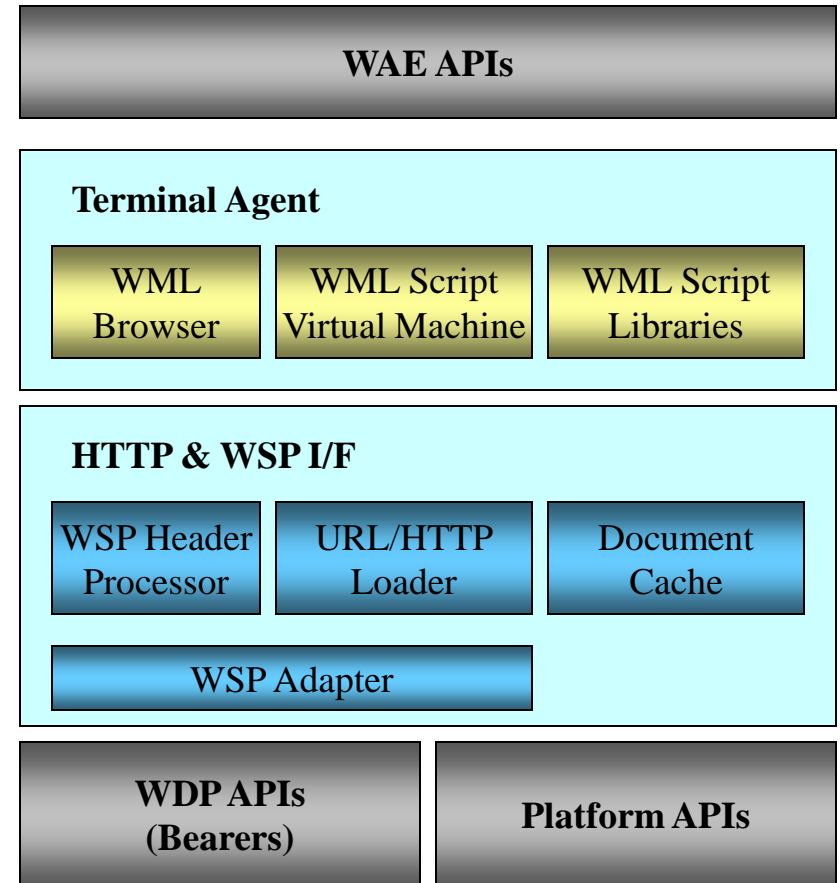 WAE APIs
Terminal Agent
WML
Browser
WML Script
Virtual Machine
WML Script
Libraries
HTTP & WSP I/F
WSP Header
Processor
URL/HTTP
Loader
Document
Cache
WSP Adapter
WDP APIs
(Bearers)
Platform APIs